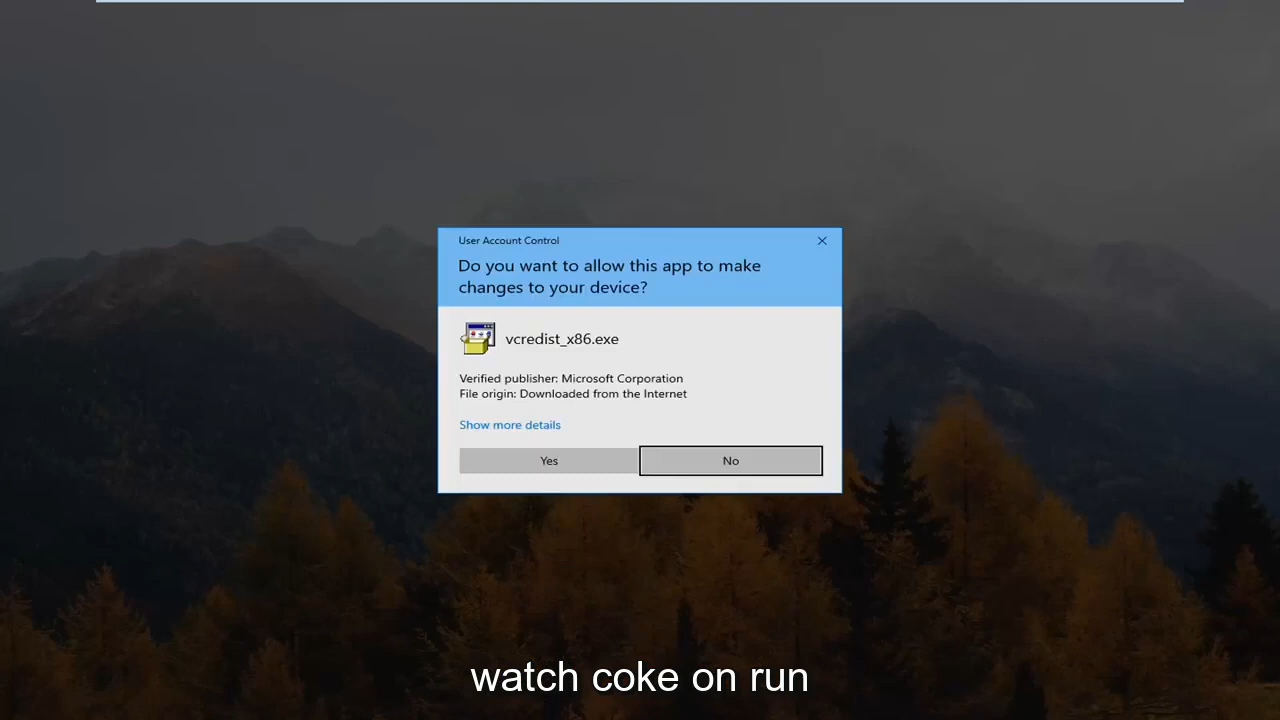 User Account Control
Do you want to allow this app to make
changes to your device?
vcredist_x86.exe
Verified publisher: Microsoft Corporation
File origin: Downloaded from the Internet
Show more details
Yes
No
watch coke on run